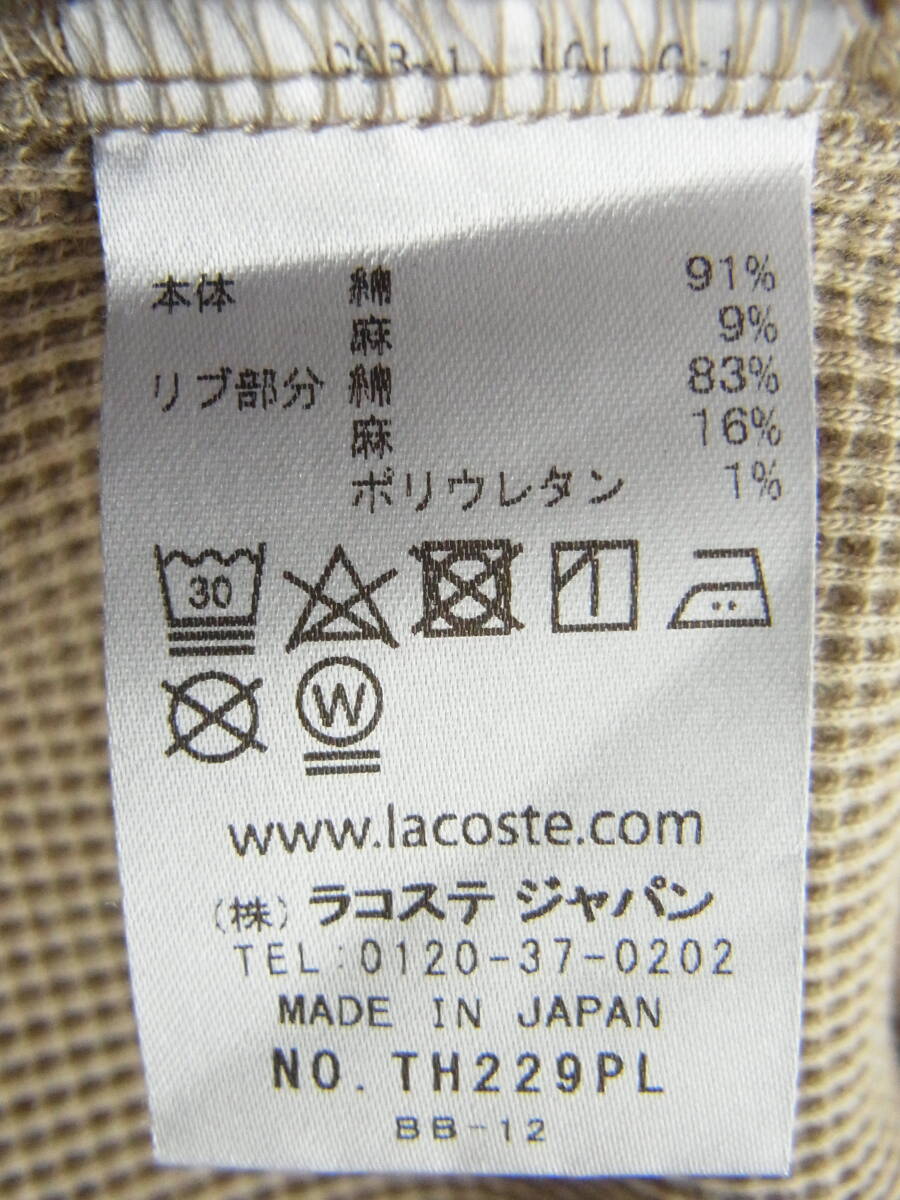 本体 綿 91%
麻 9%
リブ部分 綿 83%
麻 16%
ポリウレタン 1%
30
W
www.lacoste.com
(株) ラコステ ジャパン
TEL:0120-37-0202
MADE IN JAPAN
NO. TH229PL
BB-12